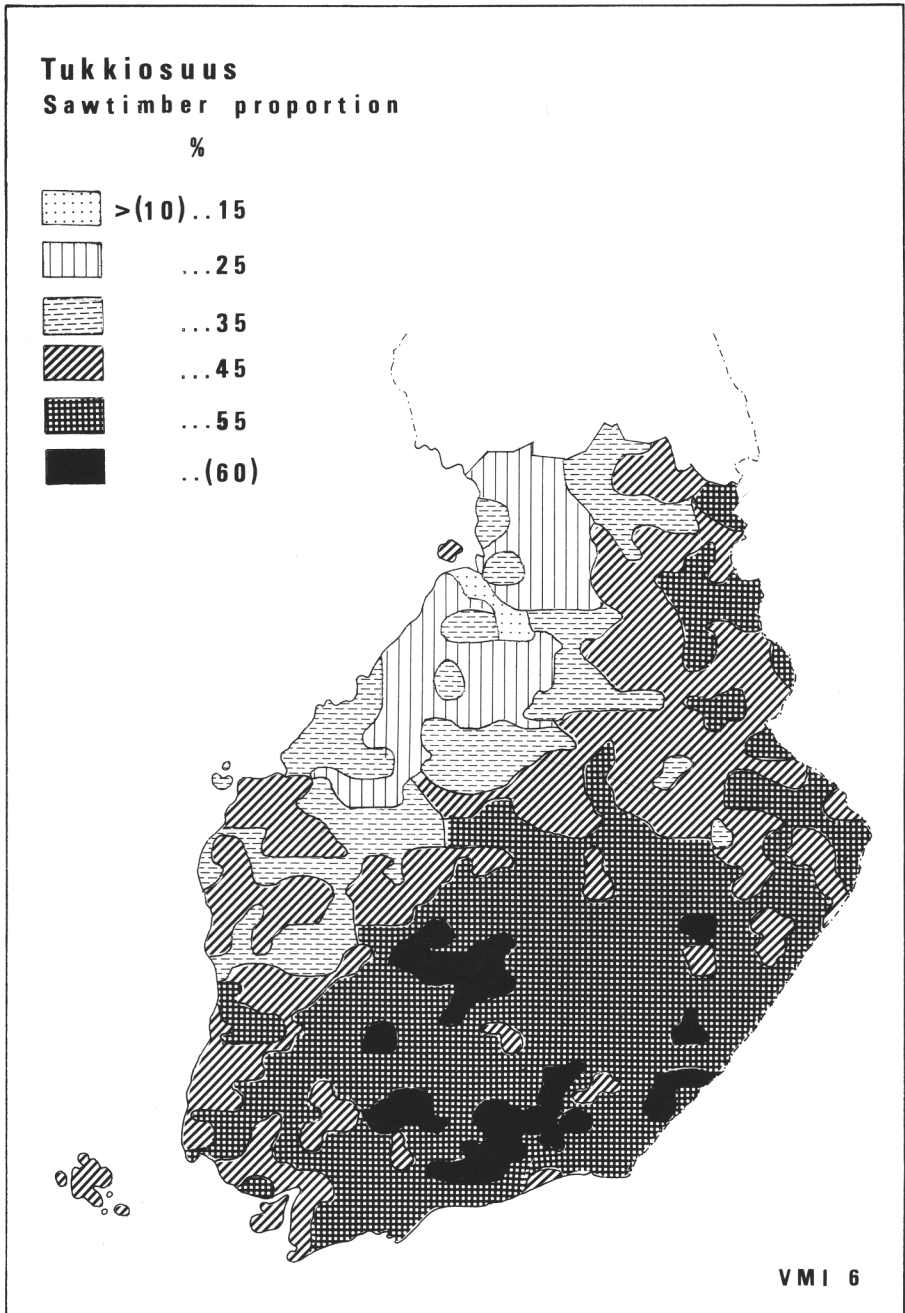 Tukkiosuus
Sawtimber proportion
%
>(10)..15
...25
...35
...45
...55
..(60)
VMI 6